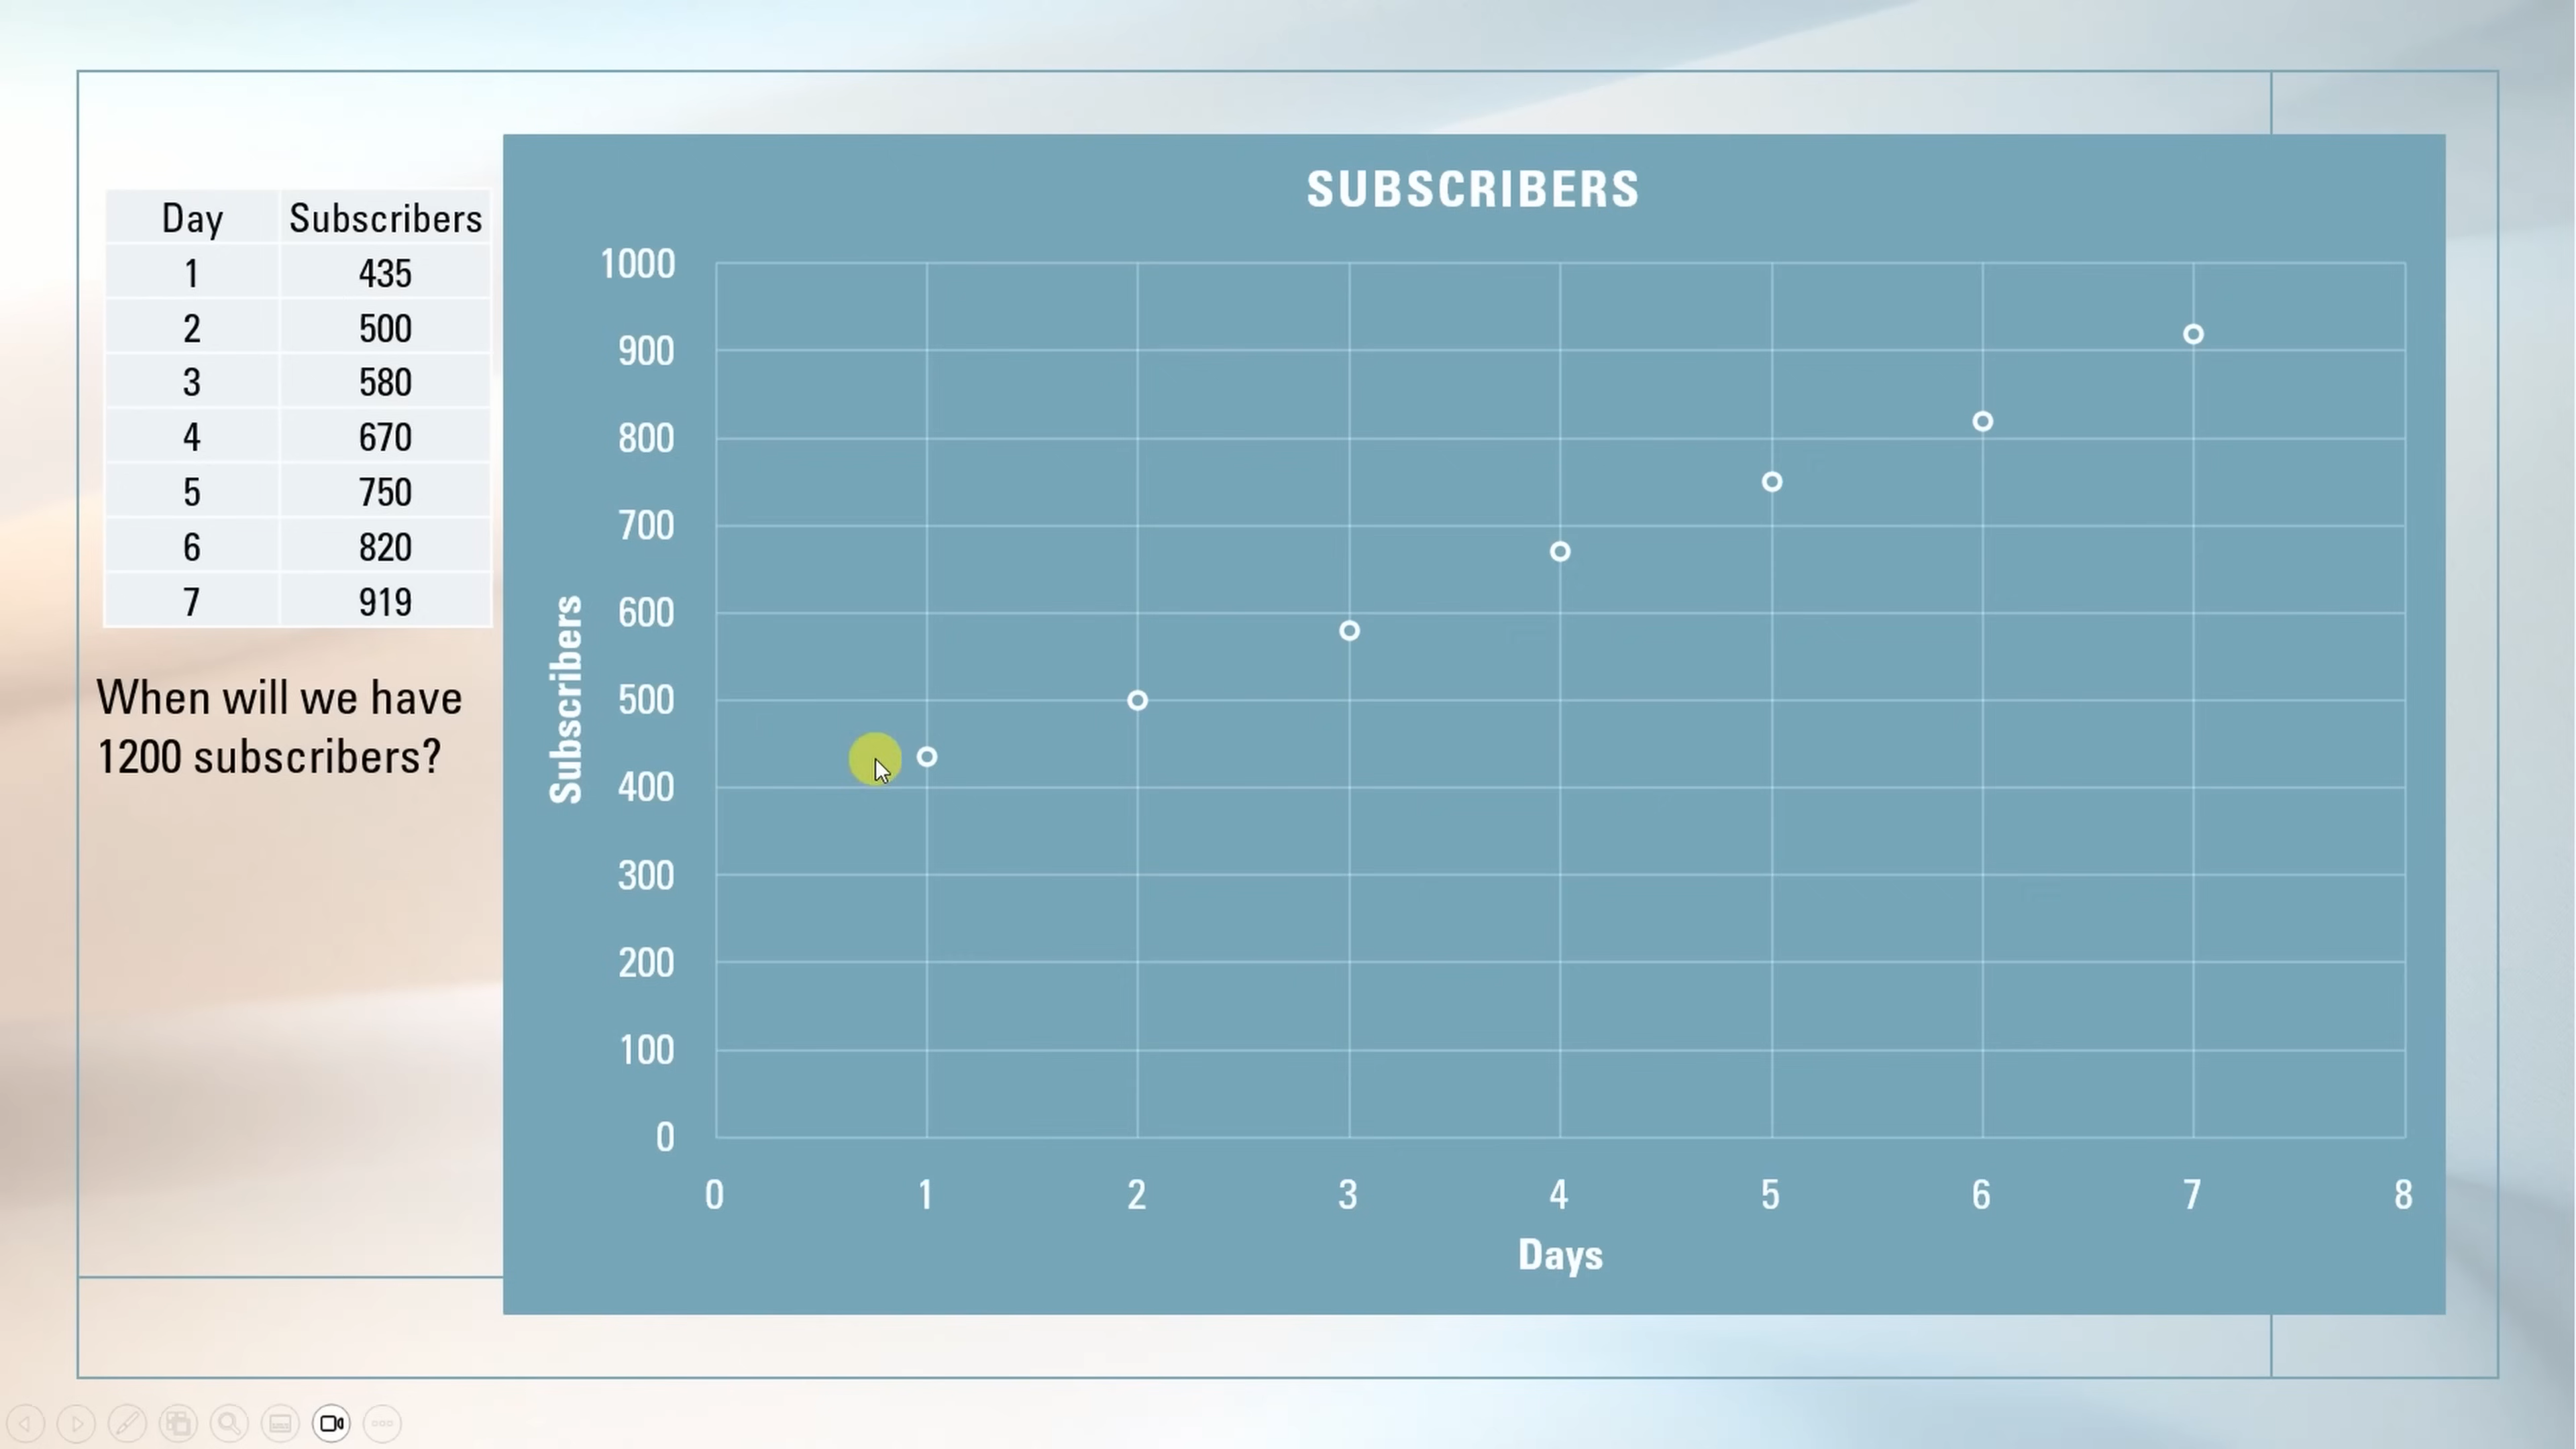 Day Subscribers
1 435
2 500
3 580
4 670
5 750
6 820
7 919
When will we have
1200 subscribers?
SUBSCRIBERS
Subscribers
1000
900
800
700
600
500
400
300
200
100
0
0 1 2 3 4 5 6 7 8
Days